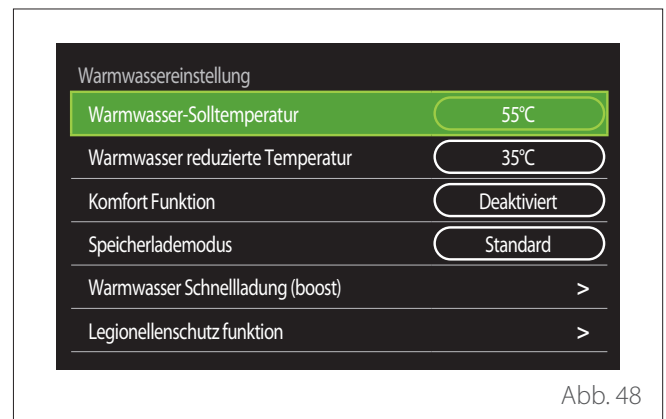 Warmwassereinstellung
Warmwasser-Solltemperatur 55°C
Warmwasser reduzierte Temperatur 35°C
Komfort Funktion Deaktiviert
Speicherlademodus Standard
Warmwasser Schnellladung (boost) >
Legionellenschutz funktion >
Abb. 48